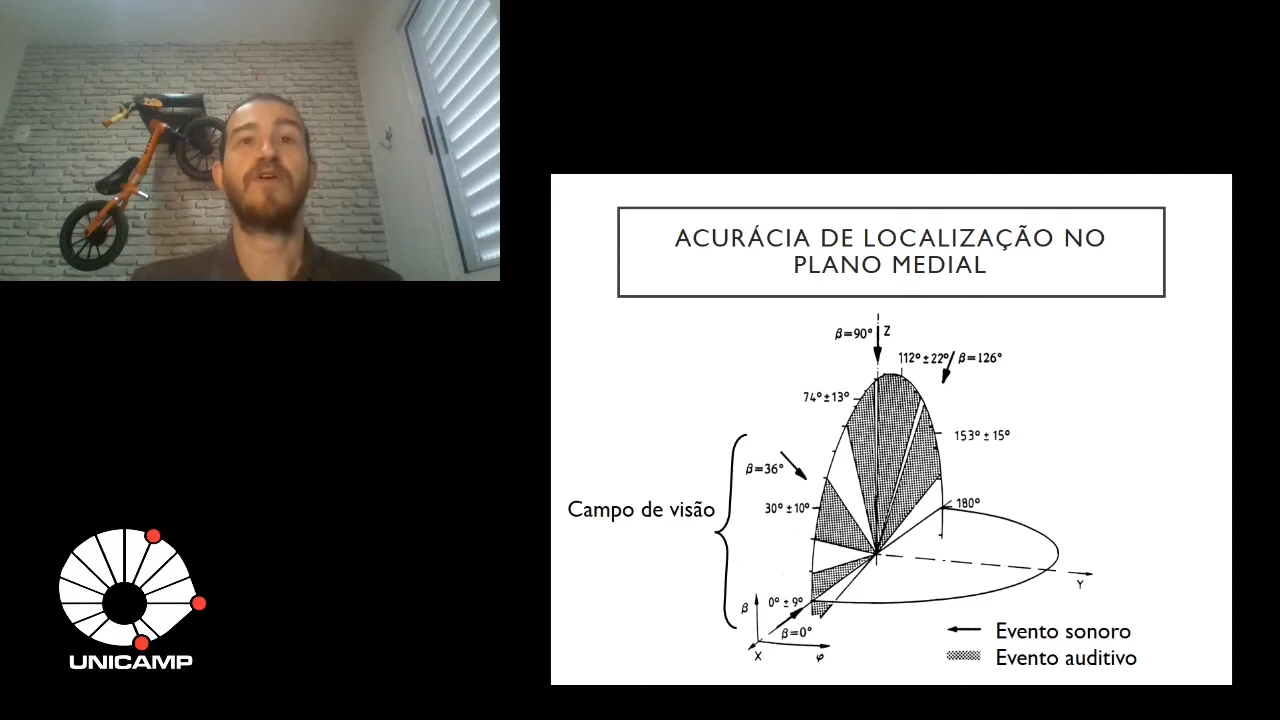 ACURÁCIA DE LOCALIZAÇÃO NO
PLANO MEDIAL
β=90°
Z
112°±22°
β=126°
74°±13°
153°±15°
β=36°
Campo de visão
30°±10°
180°
Y
β
0°±9°
β=0°
X
φ
Evento sonoro
Evento auditivo
UNICAMP